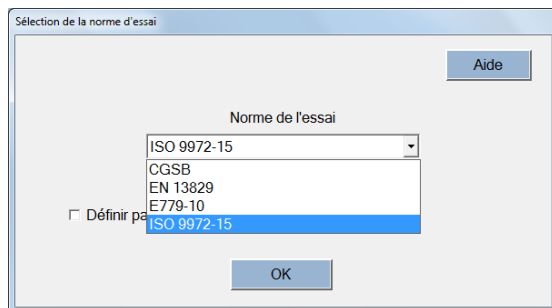 Sélection de la norme d'essai
Aide
Norme de l'essai
ISO 9972-15
CGSB
EN 13829
E779-10
Définir pa
ISO 9972-15
OK